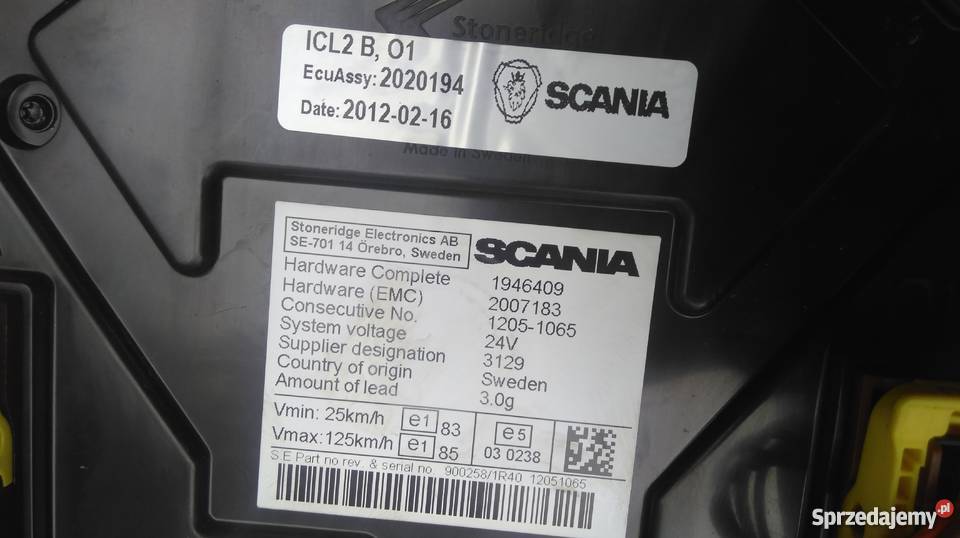 Stoneridge
ICL2 B, O1
EcuAssy: 2020194
Date: 2012-02-16
SCANIA
Made in Sweden
Stoneridge Electronics AB
SE-701 14 Örebro, Sweden
SCANIA
Hardware Complete 1946409
Hardware (EMC) 2007183
Consecutive No. 1205-1065
System voltage 24V
Supplier designation 3129
Country of origin Sweden
Amount of lead 3.0g
Vmin: 25km/h e1 83
Vmax:125km/h e1 85
e5
03 0238
S.E Part no rev. & serial no 900258/1R40 12051065
Sprzedajemy.pl